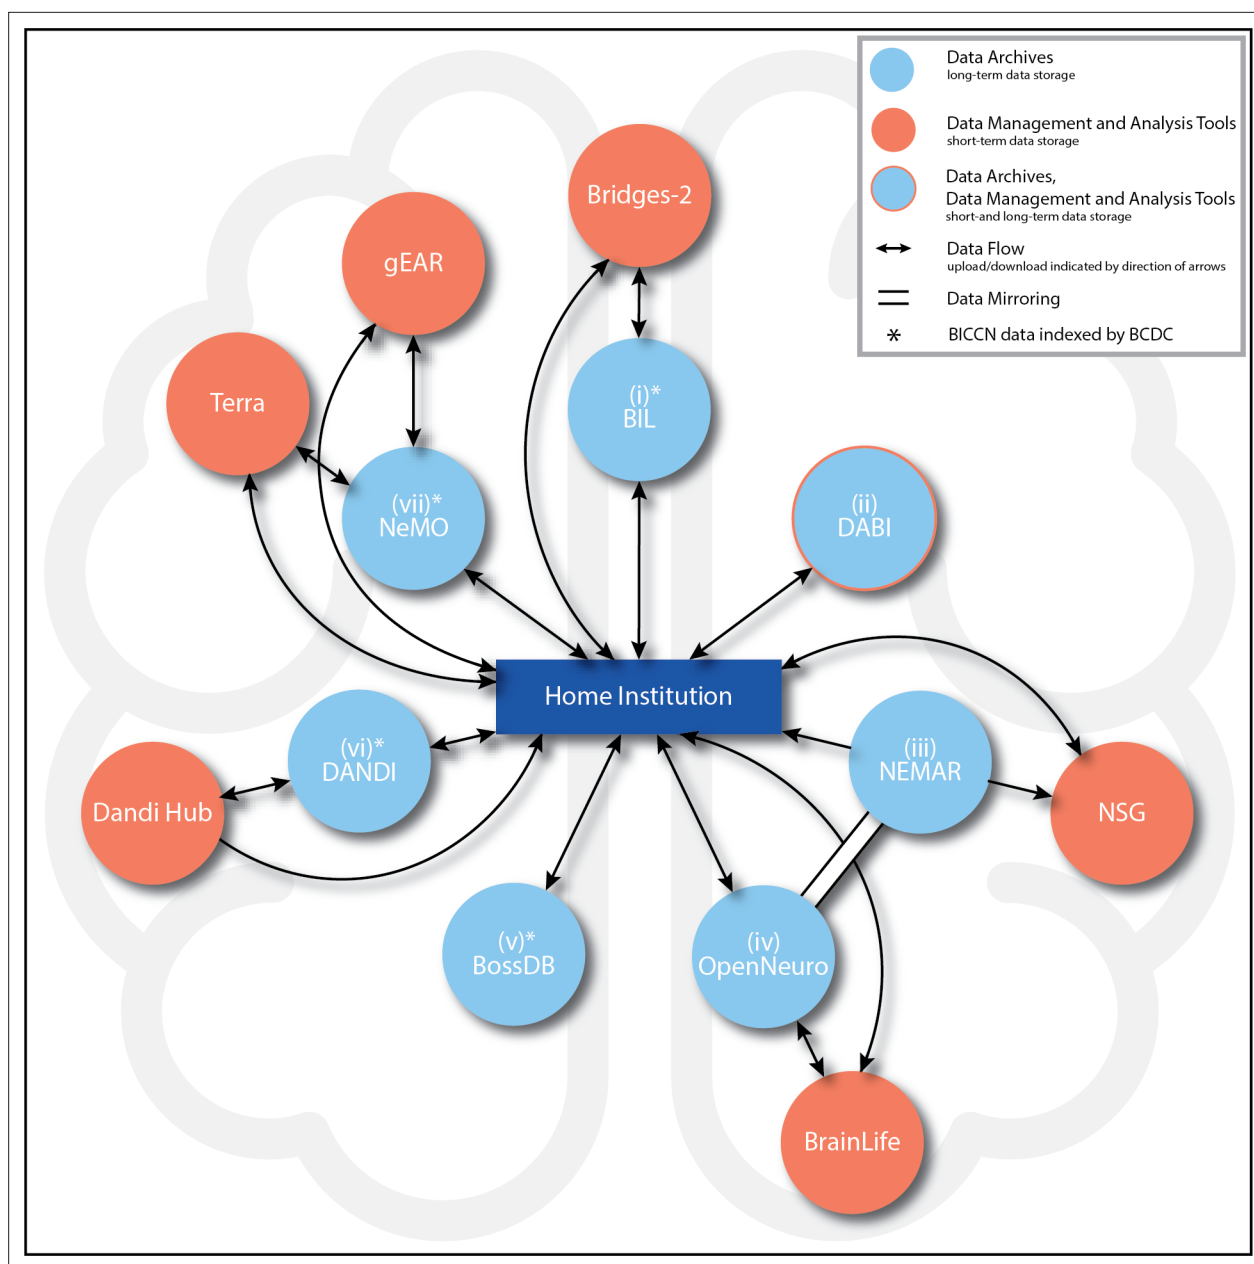 Data Archives
long-term data storage
Data Management and Analysis Tools
short-term data storage
Data Archives,
Data Management and Analysis Tools
short-and long-term data storage
Data Flow
upload/download indicated by direction of arrows
Data Mirroring
* BICCN data indexed by BCDC
Bridges-2
gEAR
Terra
(i)*
BIL
(vii)*
NeMO
(ii)
DABI
Home Institution
(vi)*
DANDI
(iii)
NEMAR
Dandi Hub
NSG
(v)*
BossDB
(iv)
OpenNeuro
BrainLife